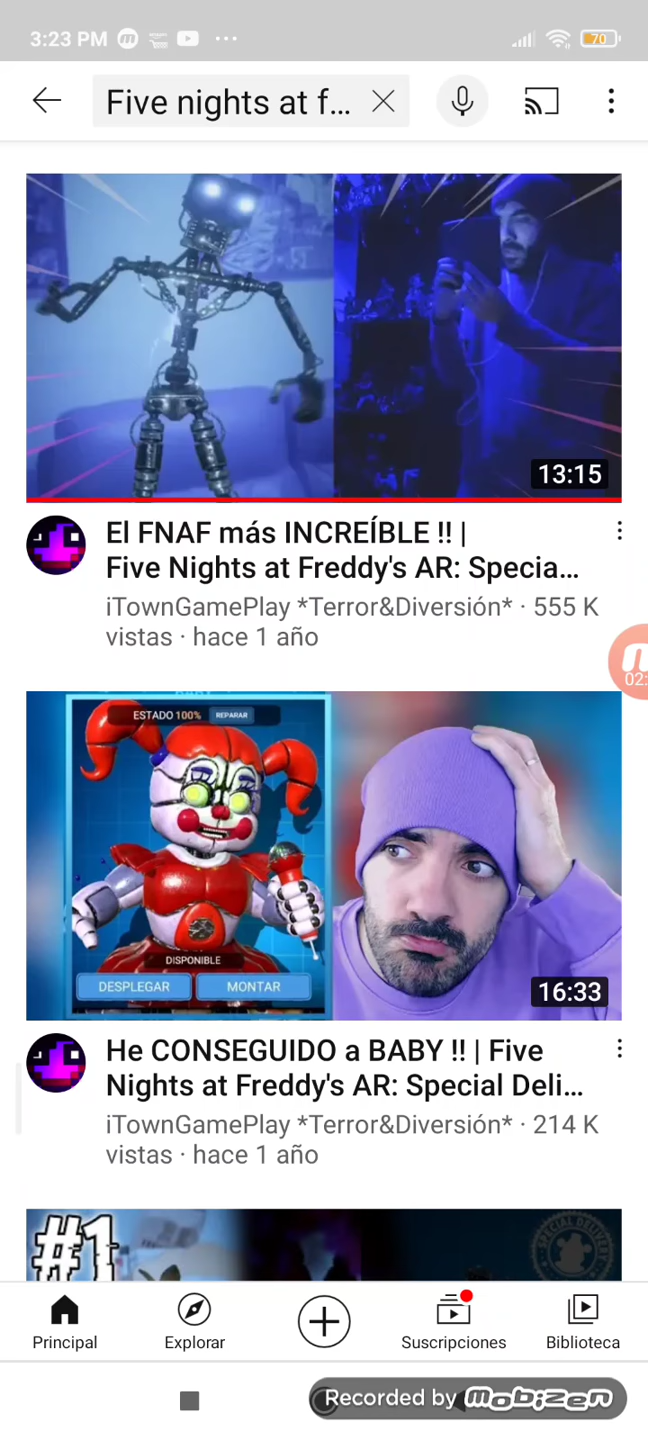 3:23 PM
70
Five nights at f...
13:15
El FNAF más INCREÍBLE !! |
Five Nights at Freddy's AR: Specia...
iTownGamePlay *Terror&Diversión* · 555 K
vistas · hace 1 año
02:
ESTADO 100% REPARAR
DISPONIBLE
DESPLEGAR MONTAR
16:33
He CONSEGUIDO a BABY !! | Five
Nights at Freddy's AR: Special Deli...
iTownGamePlay *Terror&Diversión* · 214 K
vistas · hace 1 año
#1
SPECIAL DELIVERY
Principal
Explorar
Suscripciones
Biblioteca
Recorded by mobizen